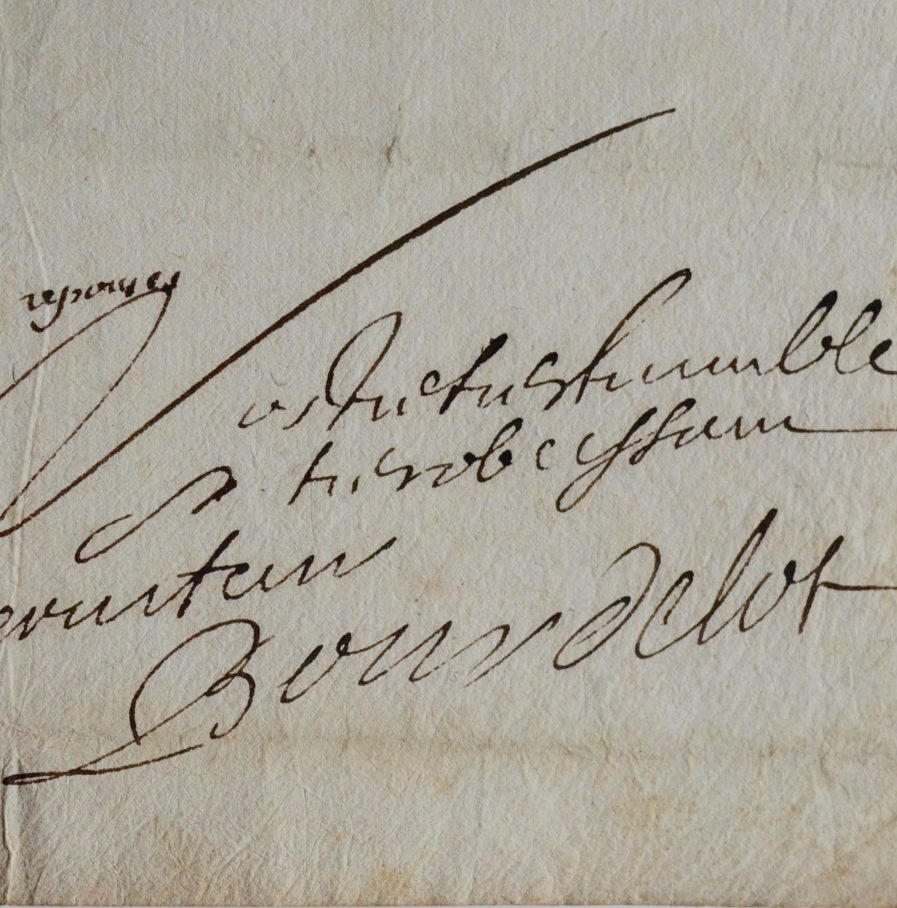 vostre tres humble
et tres obeissant
serviteur
Bourdelot